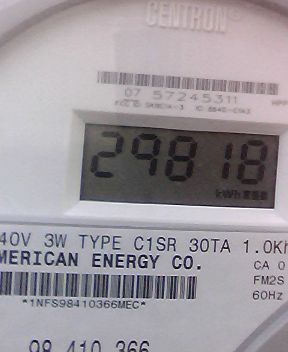 CENTRON
07 57245311
29818
kWh
40V 3W TYPE C1SR 30TA 1.0Kh
MERICAN ENERGY CO.
CA 0
FM2S
60Hz
*1NFS98410366MEC*
98 410 366